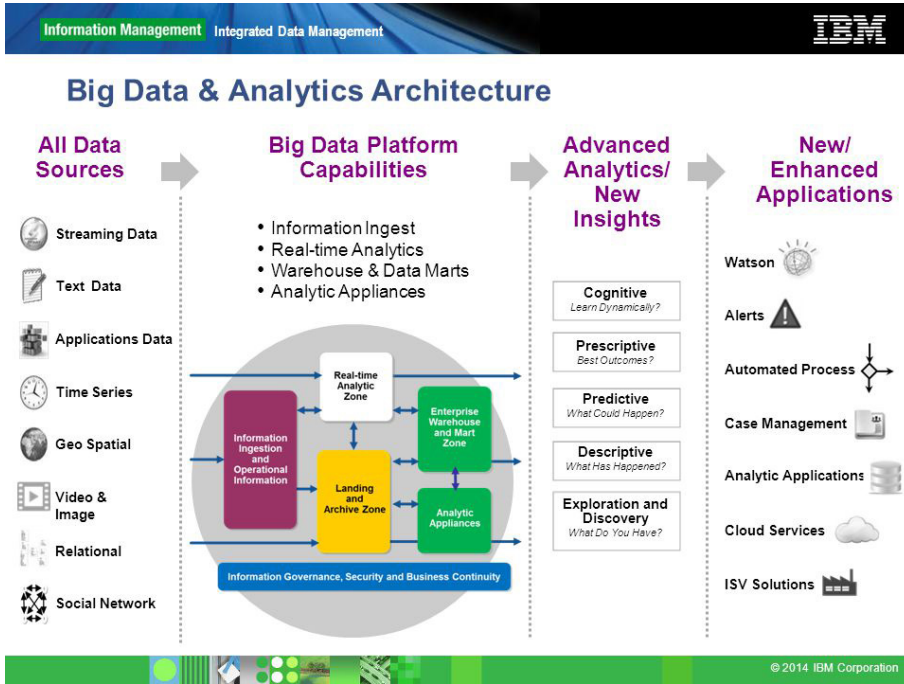 Information Management Integrated Data Management
IBM
Big Data & Analytics Architecture
All Data
Sources
Streaming Data
Text Data
Applications Data
Time Series
Geo Spatial
Video &
Image
Relational
Social Network
Big Data Platform
Capabilities
• Information Ingest
• Real-time Analytics
• Warehouse & Data Marts
• Analytic Appliances
Real-time
Analytic
Zone
Information
Ingestion
and
Operational
Information
Landing
and
Archive Zone
Enterprise
Warehouse
and Mart
Zone
Analytic
Appliances
Information Governance, Security and Business Continuity
Advanced
Analytics/
New
Insights
Cognitive
Learn Dynamically?
Prescriptive
Best Outcomes?
Predictive
What Could Happen?
Descriptive
What Has Happened?
Exploration and
Discovery
What Do You Have?
New/
Enhanced
Applications
Watson
Alerts
Automated Process
Case Management
Analytic Applications
Cloud Services
ISV Solutions
© 2014 IBM Corporation